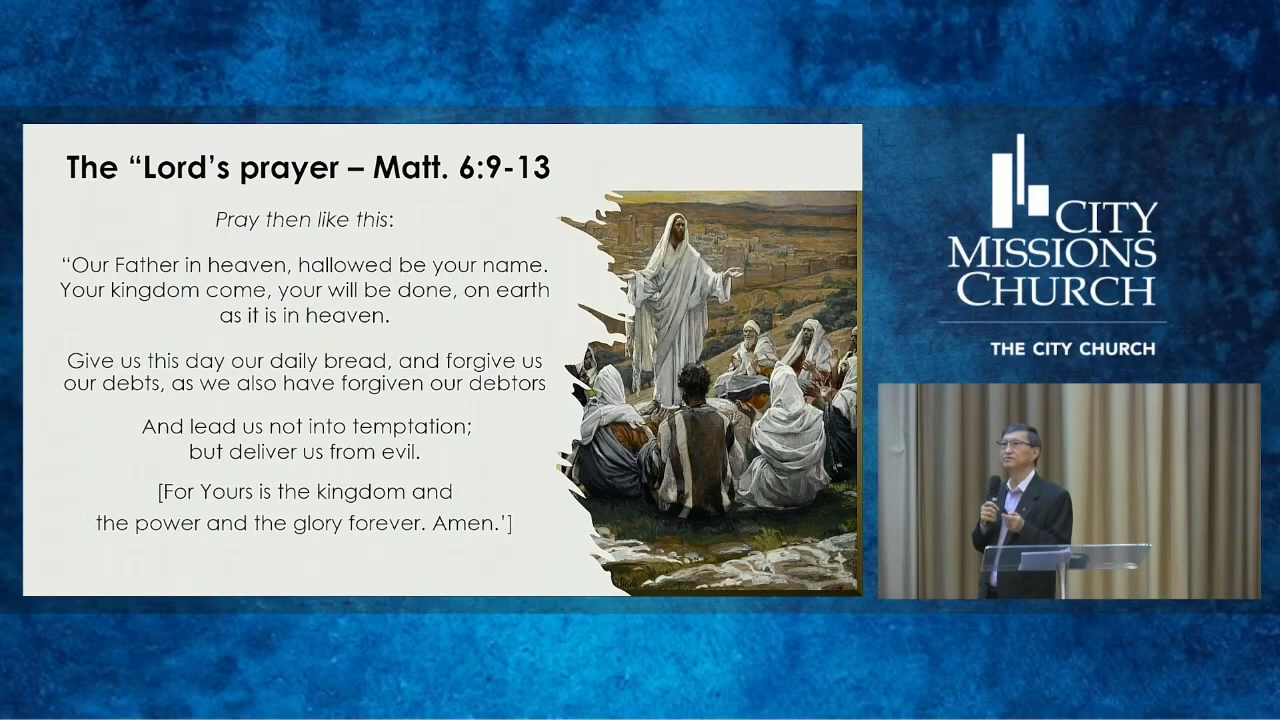 The “Lord’s prayer – Matt. 6:9-13
Pray then like this:
“Our Father in heaven, hallowed be your name.
Your kingdom come, your will be done, on earth
as it is in heaven.
Give us this day our daily bread, and forgive us
our debts, as we also have forgiven our debtors
And lead us not into temptation;
but deliver us from evil.
[For Yours is the kingdom and
the power and the glory forever. Amen.’]
CITY
MISSIONS
CHURCH
THE CITY CHURCH